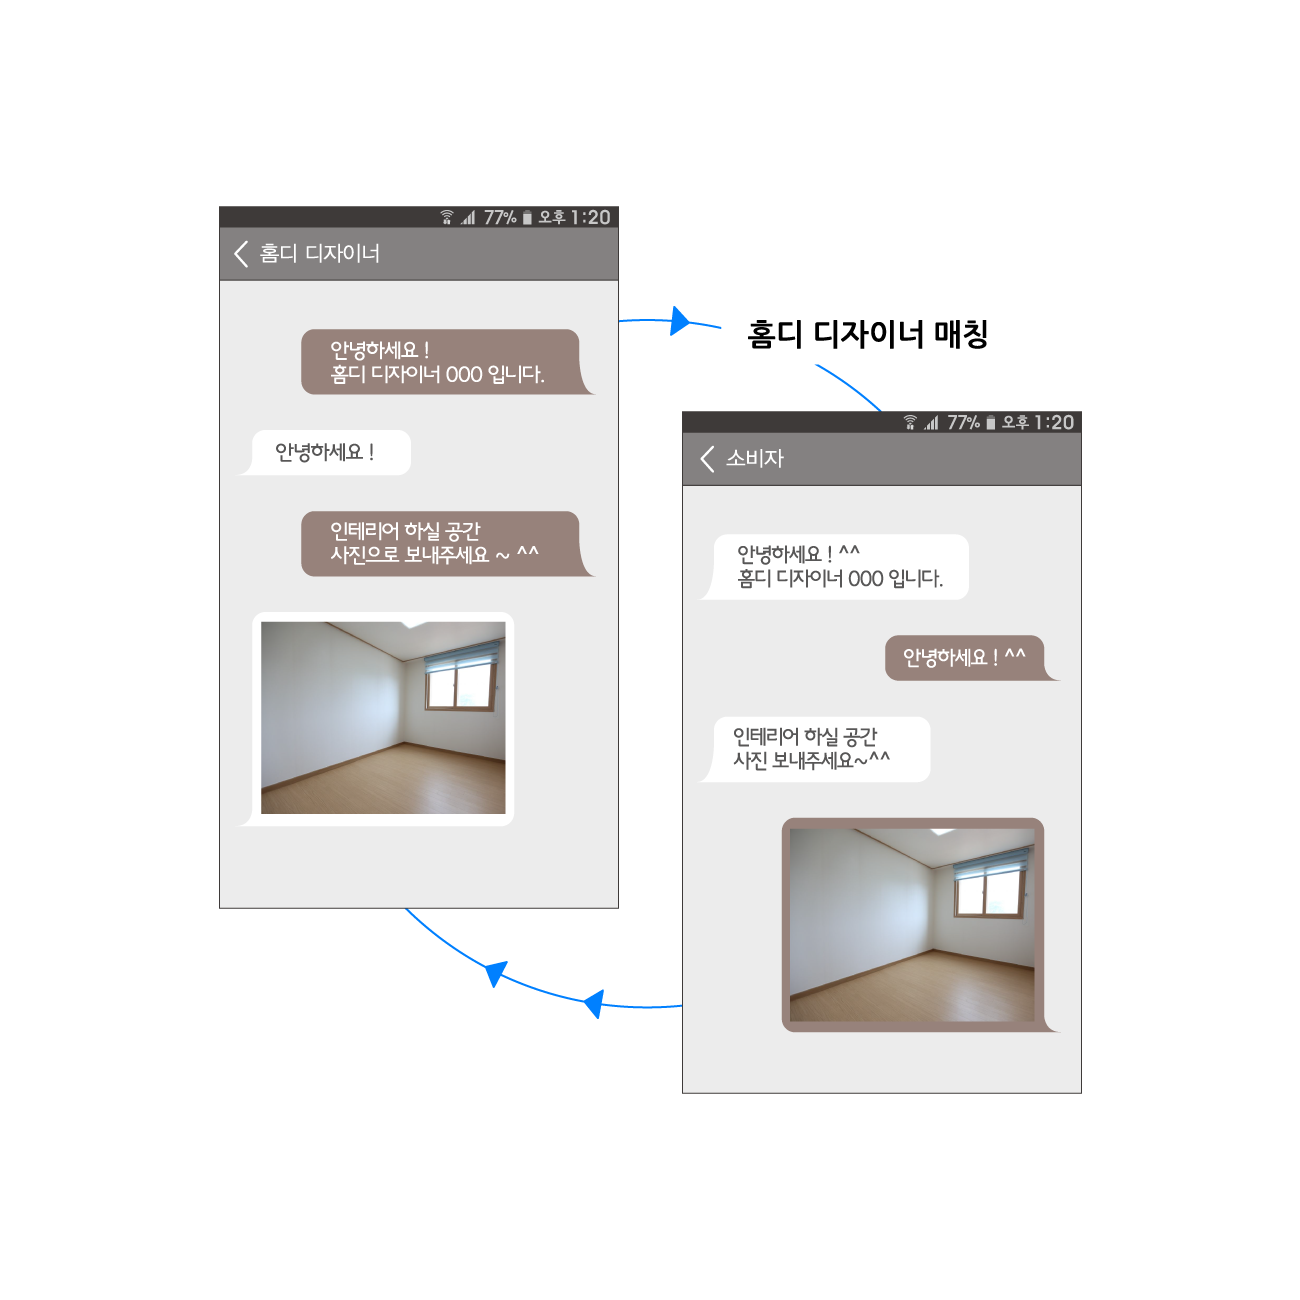 77% 오후 1:20
홈디 디자이너
안녕하세요 !
홈디 디자이너 000 입니다.
안녕하세요 !
인테리어 하실 공간
사진으로 보내주세요 ~ ^^
홈디 디자이너 매칭
77% 오후 1:20
소비자
안녕하세요 ! ^^
홈디 디자이너 000 입니다.
안녕하세요 ! ^^
인테리어 하실 공간
사진 보내주세요~^^